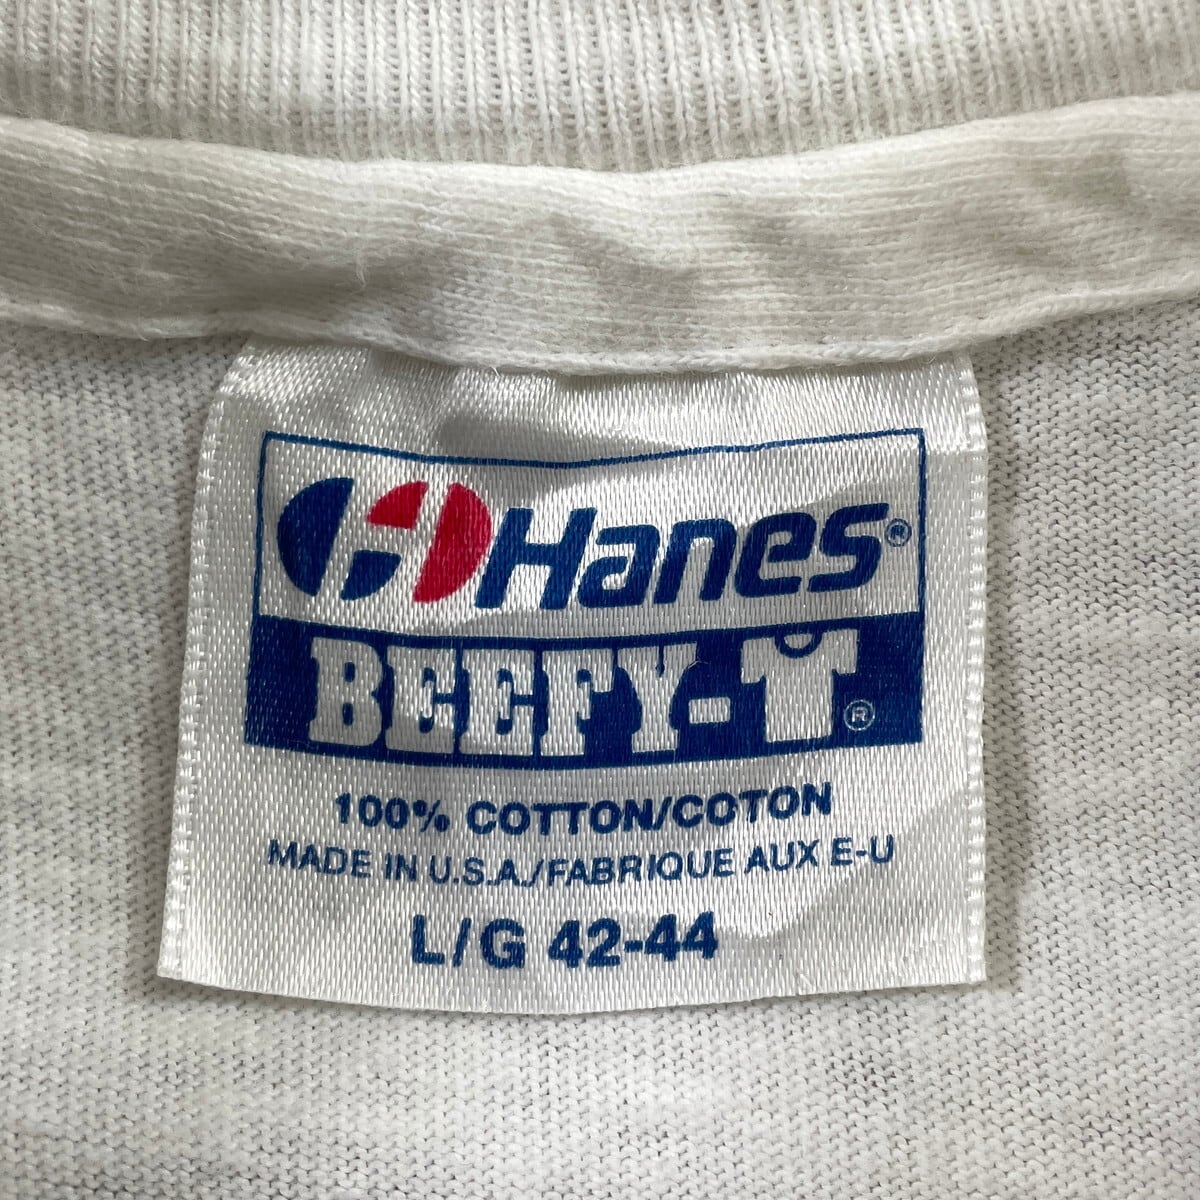 Hanes®
BEEFY-T®
100% COTTON/COTON
MADE IN U.S.A./FABRIQUE AUX E-U
L/G 42-44